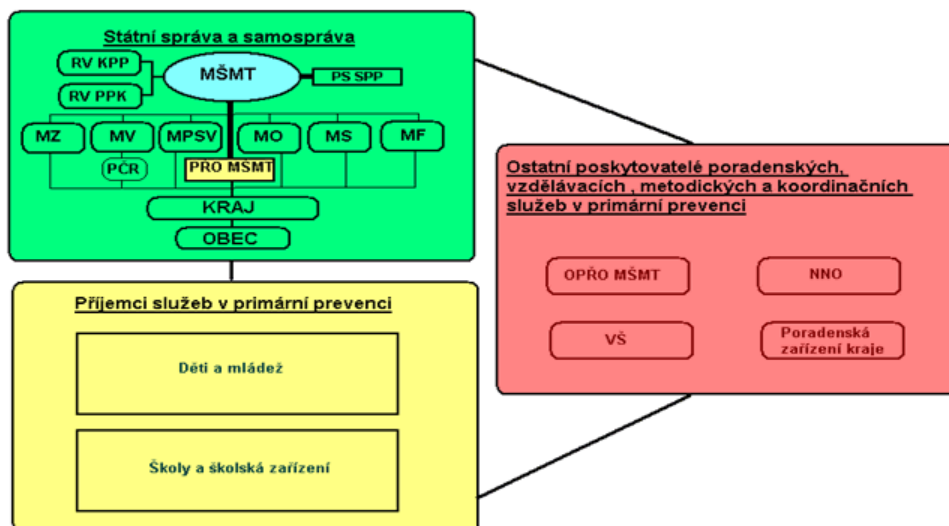 Státní správa a samospráva
RV KPP
MŠMT
PS SPP
RV PPK
MZ
MV
MPSV
MO
MS
MF
PČR
PŘO MŠMT
KRAJ
OBEC
Ostatní poskytovatelé poradenských,
vzdělávacích , metodických a koordinačních
služeb v primární prevenci
OPŘO MŠMT
NNO
VŠ
Poradenská
zařízení kraje
Příjemci služeb v primární prevenci
Děti a mládež
Školy a školská zařízení